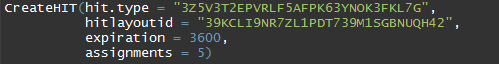 CreateHIT(hit.type = "3Z5V3T2EPVRLF5AFPK63YNOK3FKL7G",
hitlayoutid = "39KCLI9NR7ZL1PDT739M1SGBNUQH42",
expiration = 3600,
assignments = 5)